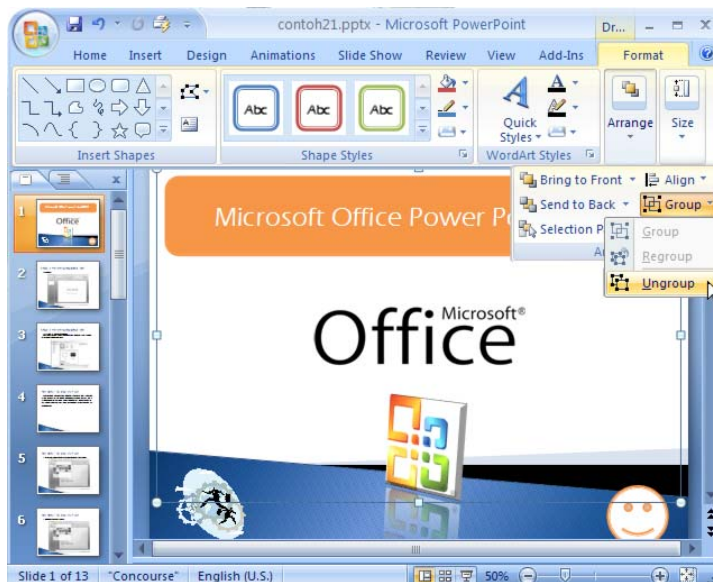 contoh21.pptx - Microsoft PowerPoint
Dr...
Home Insert Design Animations Slide Show Review View Add-Ins Format
Abc Abc Abc
Quick Styles
Arrange
Size
Insert Shapes
Shape Styles
WordArt Styles
Bring to Front
Align
Send to Back
Group
Selection P
Group
Regroup
Ungroup
1
2
3
4
5
6
Microsoft Office Power P
Microsoft®
Office
Office
Slide 1 of 13 "Concourse" English (U.S.) 50%